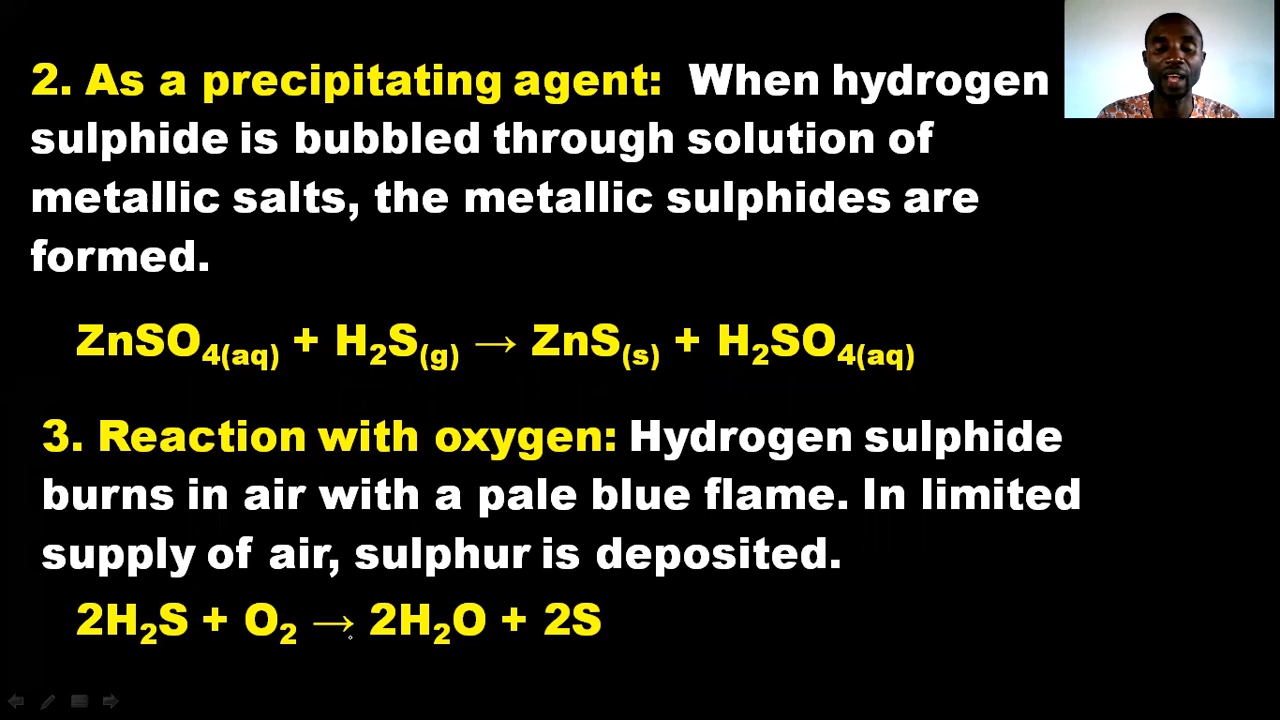 2. As a precipitating agent: When hydrogen
sulphide is bubbled through solution of
metallic salts, the metallic sulphides are
formed.
ZnSO₄(aq) + H₂S(g) → ZnS(s) + H₂SO₄(aq)
3. Reaction with oxygen: Hydrogen sulphide
burns in air with a pale blue flame. In limited
supply of air, sulphur is deposited.
2H₂S + O₂ → 2H₂O + 2S